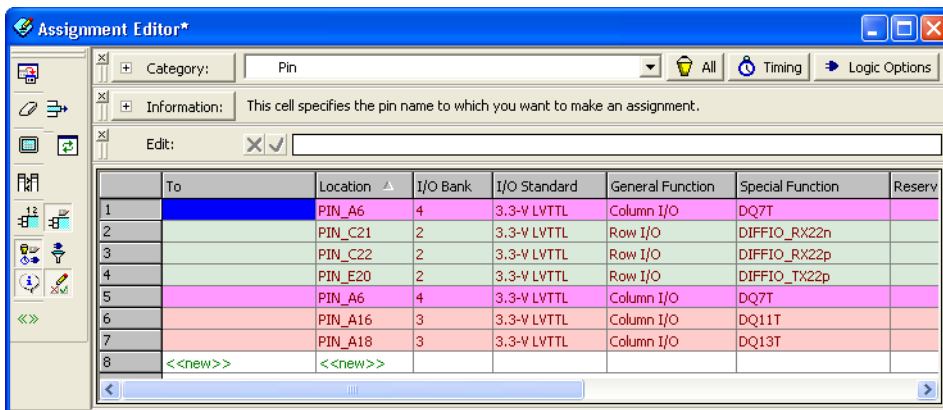 Assignment Editor*
Category: Pin All Timing Logic Options
Information: This cell specifies the pin name to which you want to make an assignment.
Edit:
To Location I/O Bank I/O Standard General Function Special Function Reserv
1 PIN_A6 4 3.3-V LVTTL Column I/O DQ7T
2 PIN_C21 2 3.3-V LVTTL Row I/O DIFFIO_RX22n
3 PIN_C22 2 3.3-V LVTTL Row I/O DIFFIO_RX22p
4 PIN_E20 2 3.3-V LVTTL Row I/O DIFFIO_TX22p
5 PIN_A6 4 3.3-V LVTTL Column I/O DQ7T
6 PIN_A16 3 3.3-V LVTTL Column I/O DQ11T
7 PIN_A18 3 3.3-V LVTTL Column I/O DQ13T
8 <<new>> <<new>>